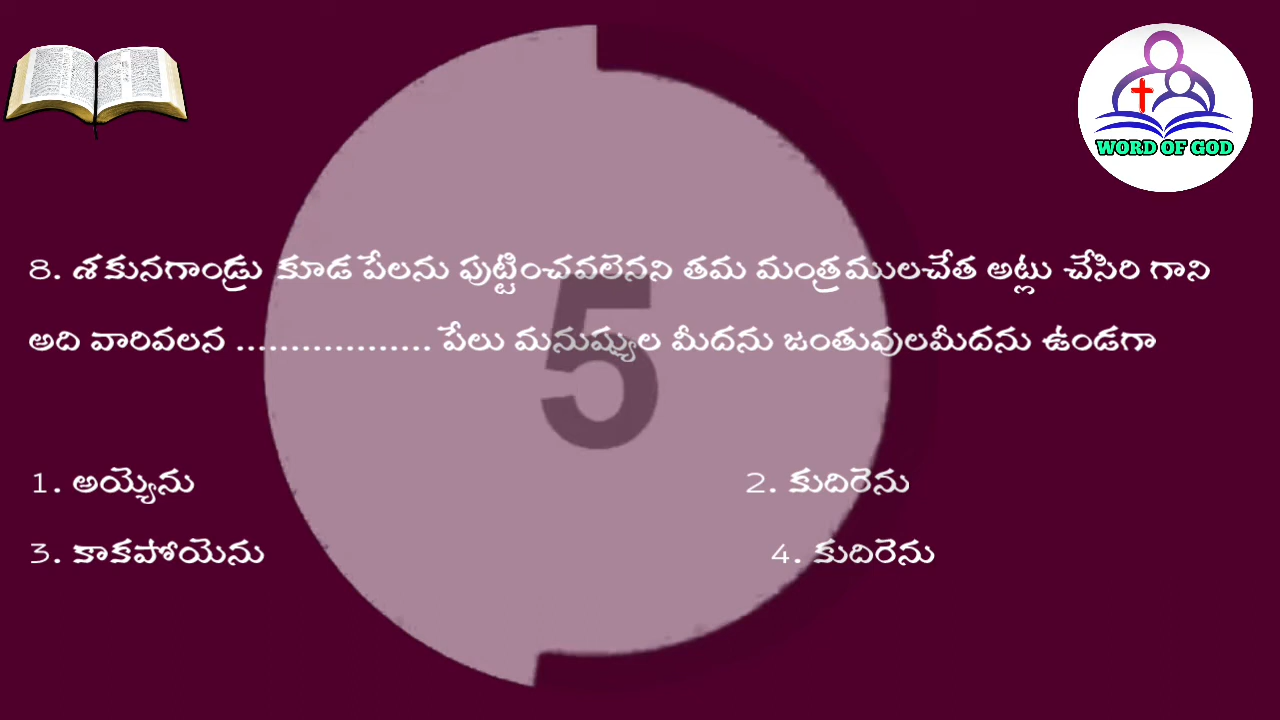 WORD OF GOD
8. శకునగాండ్రు కూడ పేలను పుట్టించవలెనని తమ మంత్రములచేత అట్లు చేసిరి గాని
అది వారివలన .................. పేలు మనుష్యుల మీదను జంతువులమీదను ఉండగా
5
1. అయ్యెను 2. కుదిరెను
3. కాకపోయెను 4. కుదిరెను